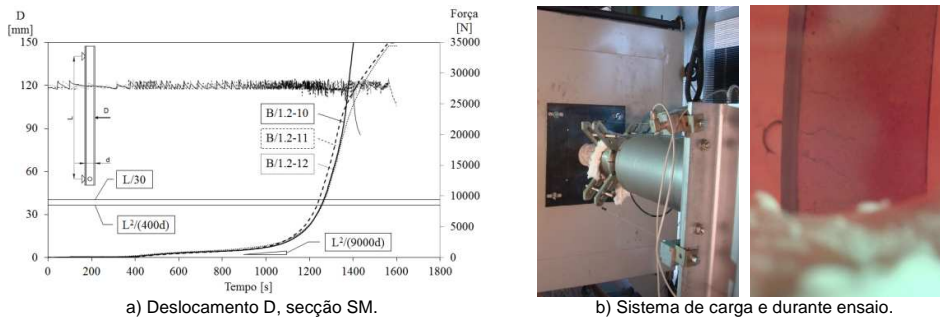 D
[mm]
Força
[N]
150
120
90
60
30
0
35000
30000
25000
20000
15000
10000
5000
0
L
D
d
B/1.2-10
B/1.2-11
B/1.2-12
L/30
L²/(400d)
L²/(9000d)
0 200 400 600 800 1000 1200 1400 1600 1800
Tempo [s]
a) Deslocamento D, secção SM.
b) Sistema de carga e durante ensaio.